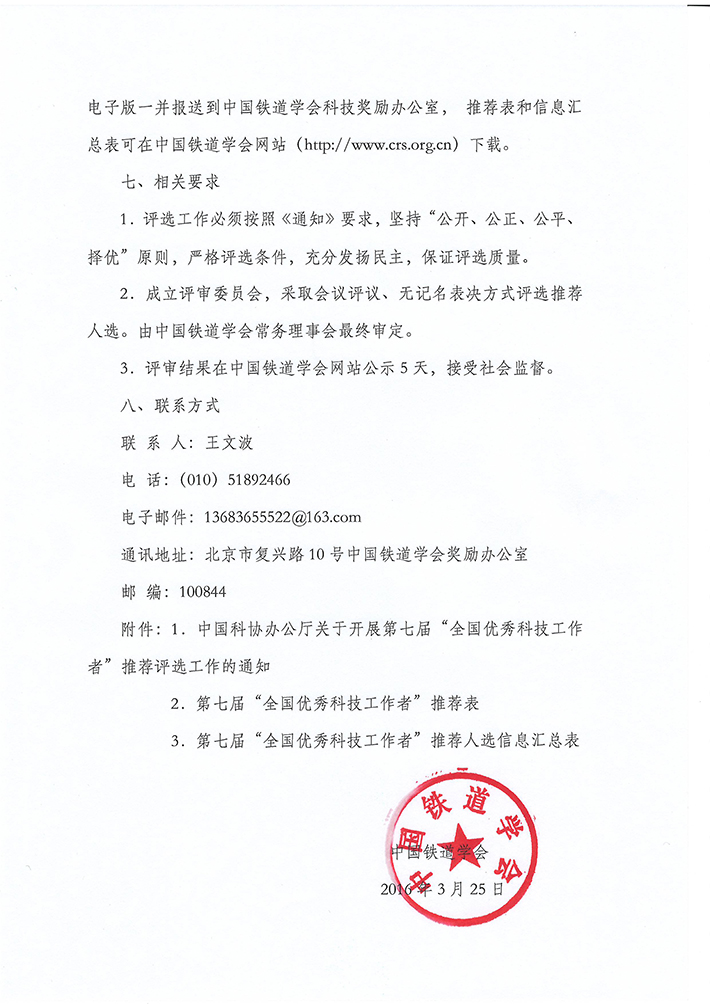 电子版一并报送到中国铁道学会科技奖励办公室， 推荐表和信息汇
总表可在中国铁道学会网站（http://www.crs.org.cn）下载。
七、相关要求
1．评选工作必须按照《通知》要求，坚持“公开、公正、公平、
择优”原则，严格评选条件，充分发扬民主，保证评选质量。
2．成立评审委员会，采取会议评议、无记名表决方式评选推荐
人选。由中国铁道学会常务理事会最终审定。
3．评审结果在中国铁道学会网站公示 5 天，接受社会监督。
八、联系方式
联 系 人：王文波
电 话：（010）51892466
电子邮件：13683655522@163.com
通讯地址：北京市复兴路 10 号中国铁道学会奖励办公室
邮 编：100844
附件：1．中国科协办公厅关于开展第七届“全国优秀科技工作
者”推荐评选工作的通知
2．第七届“全国优秀科技工作者”推荐表
3．第七届“全国优秀科技工作者”推荐人选信息汇总表
中国铁道学会
中国铁道学会
2016 年 3 月 25 日